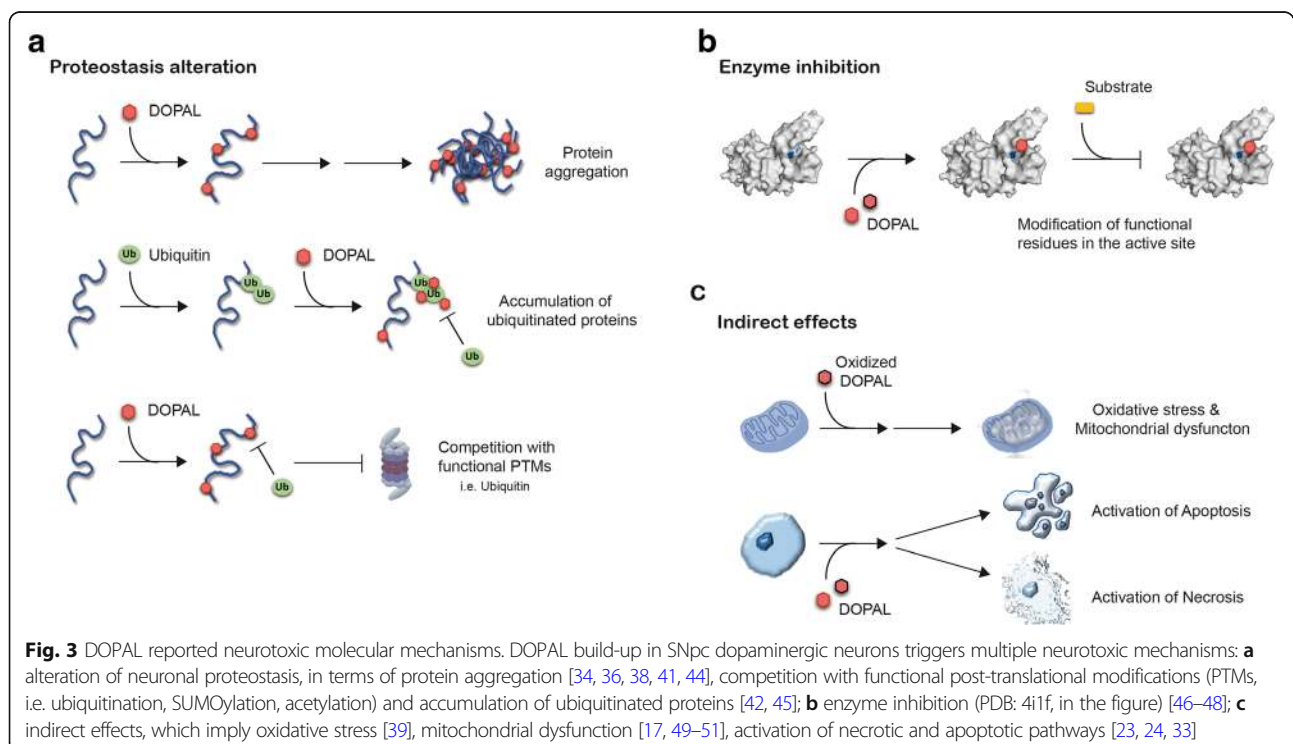 a
Proteostasis alteration
DOPAL
Protein
aggregation
Ub
Ubiquitin
DOPAL
Ub
Ub
Ub
Ub
Accumulation of
ubiquitinated proteins
Ub
DOPAL
Ub
Competition with
functional PTMs
i.e. Ubiquitin
b
Enzyme inhibition
Substrate
DOPAL
Modification of functional
residues in the active site
c
Indirect effects
Oxidized
DOPAL
Oxidative stress &
Mitochondrial dysfuncton
Activation of Apoptosis
DOPAL
Activation of Necrosis
Fig. 3 DOPAL reported neurotoxic molecular mechanisms. DOPAL build-up in SNpc dopaminergic neurons triggers multiple neurotoxic mechanisms: a
alteration of neuronal proteostasis, in terms of protein aggregation [34, 36, 38, 41, 44], competition with functional post-translational modifications (PTMs,
i.e. ubiquitination, SUMOylation, acetylation) and accumulation of ubiquitinated proteins [42, 45]; b enzyme inhibition (PDB: 4i1f, in the figure) [46–48]; c
indirect effects, which imply oxidative stress [39], mitochondrial dysfunction [17, 49–51], activation of necrotic and apoptotic pathways [23, 24, 33]